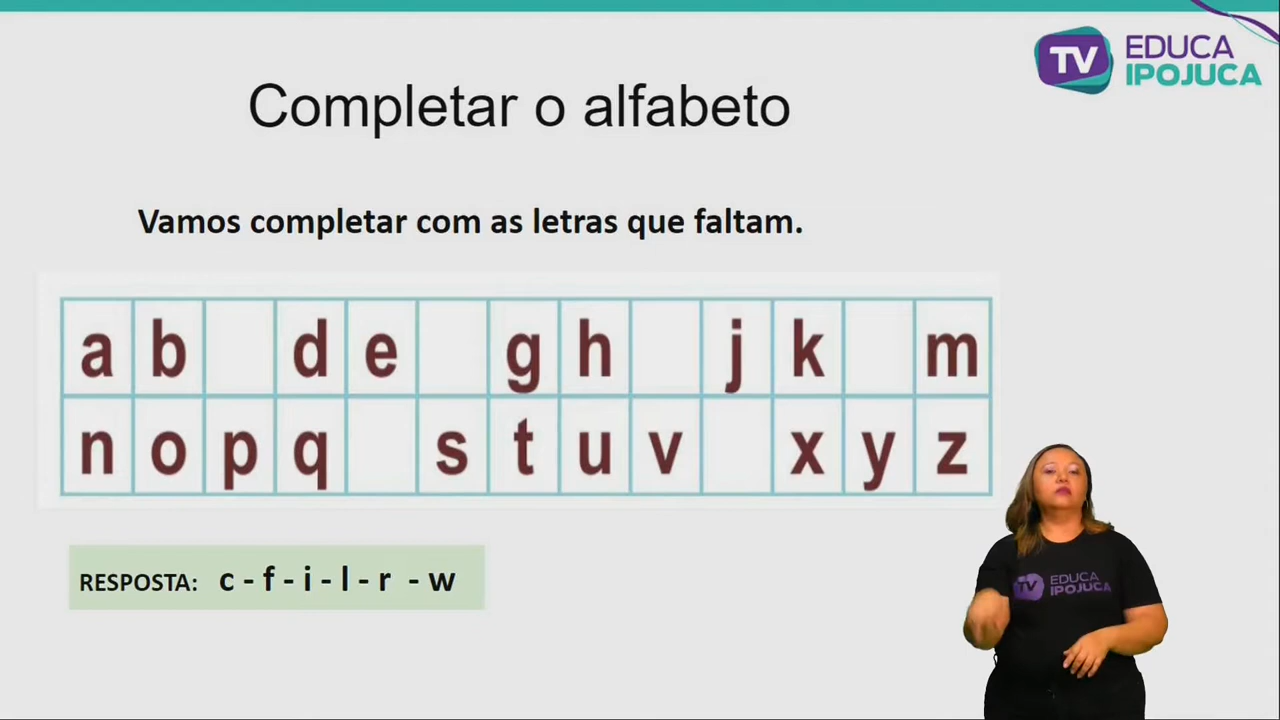 TV EDUCA
IPOJUCA
Completar o alfabeto
Vamos completar com as letras que faltam.
a b d e g h j k m
n o p q s t u v x y z
RESPOSTA: c - f - i - l - r - w
TV EDUCA
IPOJUCA